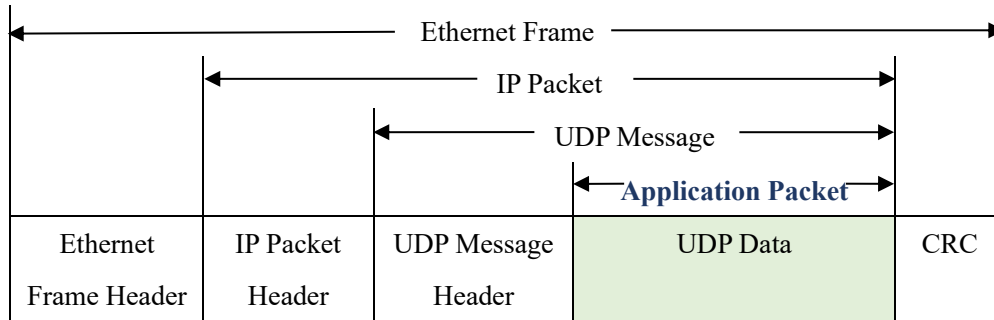 Ethernet Frame
IP Packet
UDP Message
Application Packet
Ethernet IP Packet UDP Message UDP Data CRC
Frame Header Header Header